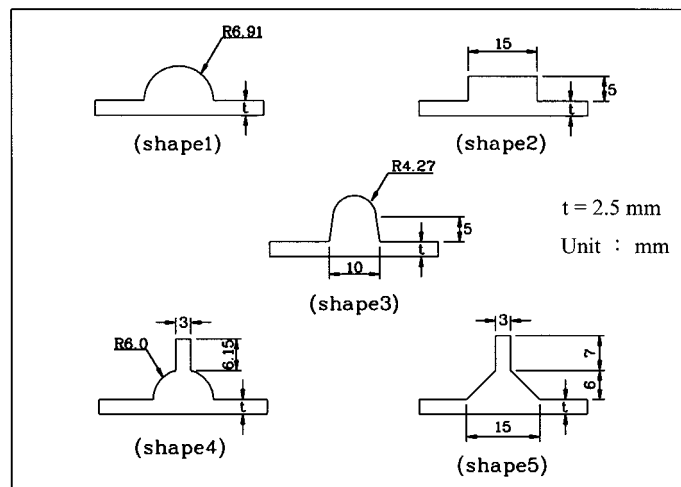 R6.91
t
(shape1)
15
5
t
(shape2)
R4.27
5
t
10
(shape3)
t = 2.5 mm
Unit : mm
3
R6.0
6.15
t
(shape4)
3
7
6
t
15
(shape5)